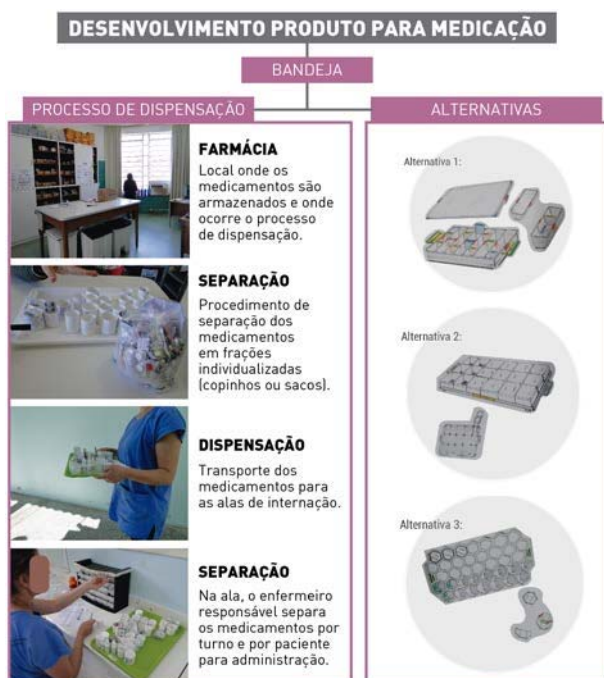 DESENVOLVIMENTO PRODUTO PARA MEDICAÇÃO
BANDEJA
PROCESSO DE DISPENSAÇÃO
FARMÁCIA
Local onde os
medicamentos são
armazenados e onde
ocorre o processo
de dispensação.
SEPARAÇÃO
Procedimento de
separação dos
medicamentos
em frações
individualizadas
(copinhos ou sacos).
DISPENSAÇÃO
Transporte dos
medicamentos para
as alas de internação.
SEPARAÇÃO
Na ala, o enfermeiro
responsável separa
os medicamentos por
turno e por paciente
para administração.
ALTERNATIVAS
Alternativa 1:
Alternativa 2:
Alternativa 3: